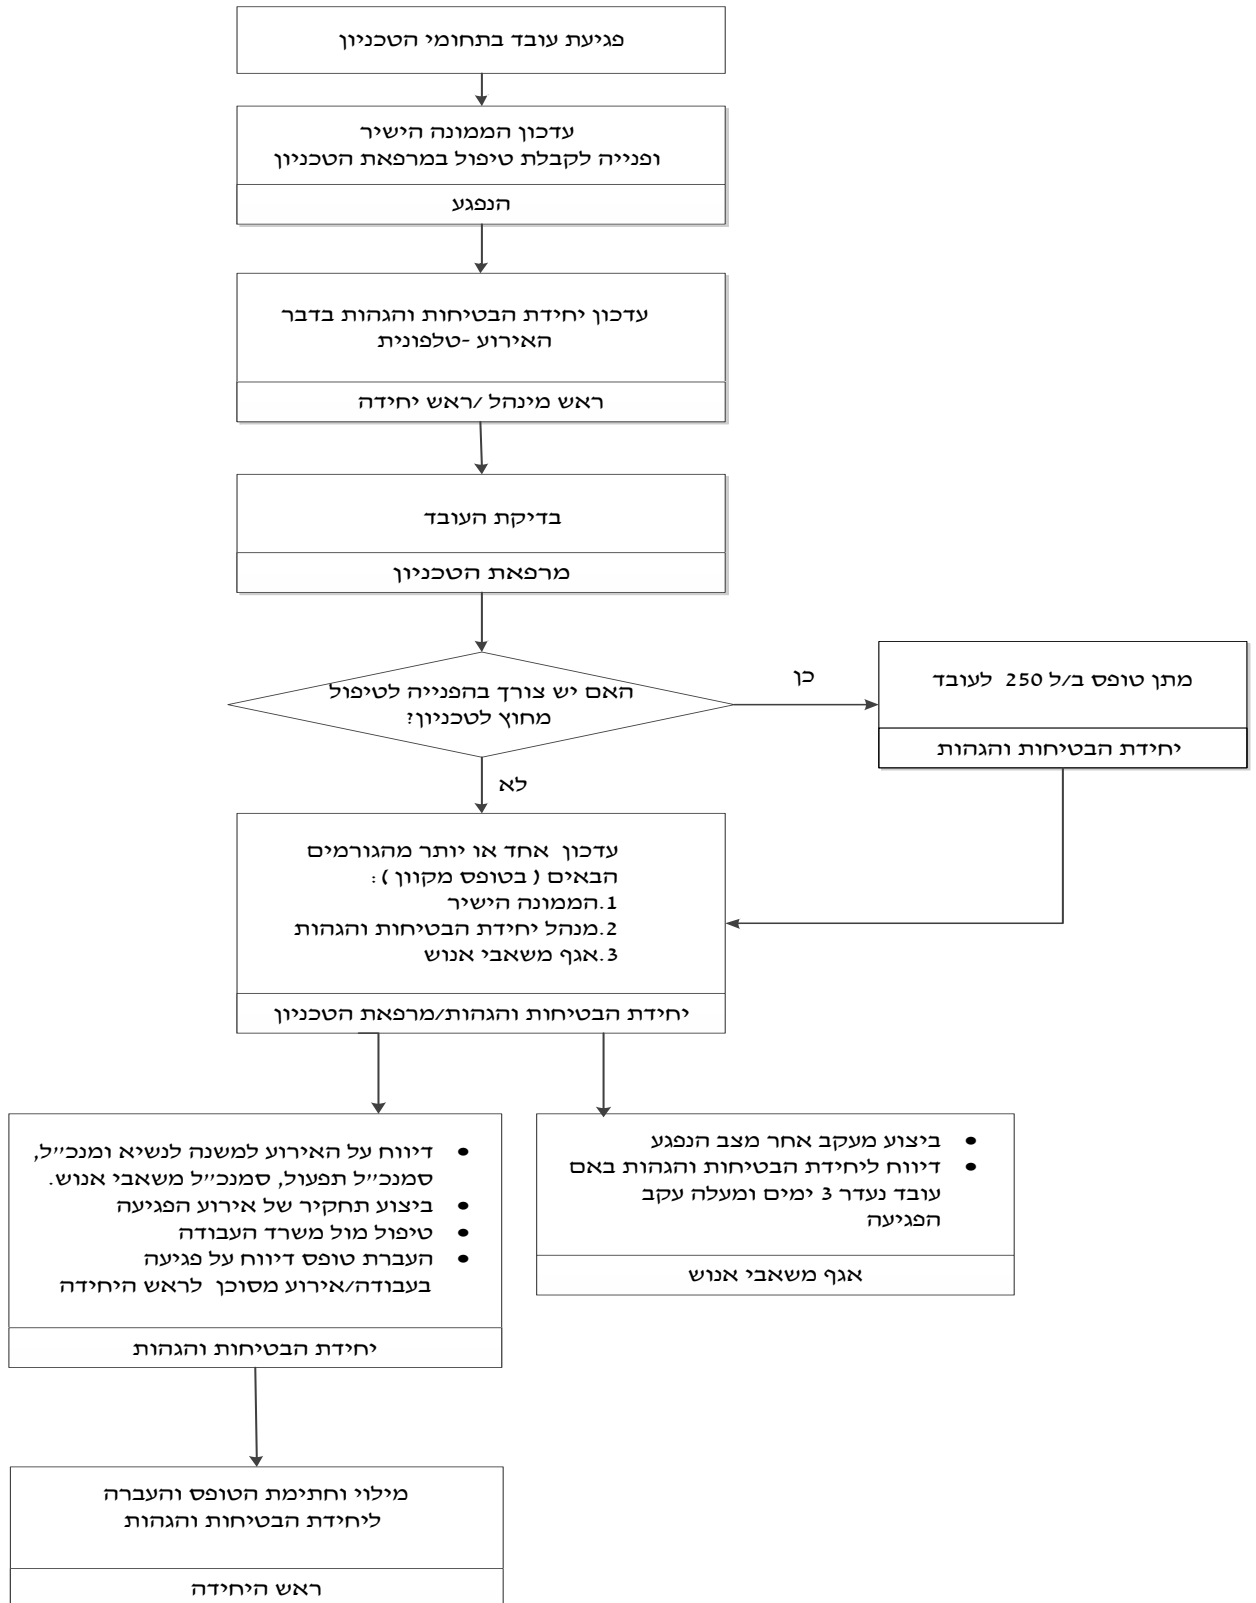 פגיעת עובד בתחומי הטכניון
עדכון הממונה הישיר
ופנייה לקבלת טיפול במרפאת הטכניון
הנפגע
עדכון יחידת הבטיחות והגהות בדבר
האירוע -טלפונית
ראש מינהל /ראש יחידה
בדיקת העובד
מרפאת הטכניון
האם יש צורך בהפנייה לטיפול
מחוץ לטכניון?
כן
מתן טופס ב/ל 250 לעובד
יחידת הבטיחות והגהות
לא
עדכון אחד או יותר מהגורמים
הבאים ( בטופס מקוון ) :
1.הממונה הישיר
2.מנהל יחידת הבטיחות והגהות
3.אגף משאבי אנוש
יחידת הבטיחות והגהות/מרפאת הטכניון
• ביצוע מעקב אחר מצב הנפגע
• דיווח ליחידת הבטיחות והגהות באם
עובד נעדר 3 ימים ומעלה עקב
הפגיעה
אגף משאבי אנוש
• דיווח על האירוע למשנה לנשיא ומנכ״ל,
סמנכ״ל תפעול, סמנכ״ל משאבי אנוש.
• ביצוע תחקיר של אירוע הפגיעה
• טיפול מול משרד העבודה
• העברת טופס דיווח על פגיעה
בעבודה/אירוע מסוכן לראש היחידה
יחידת הבטיחות והגהות
מילוי וחתימת הטופס והעברה
ליחידת הבטיחות והגהות
ראש היחידה